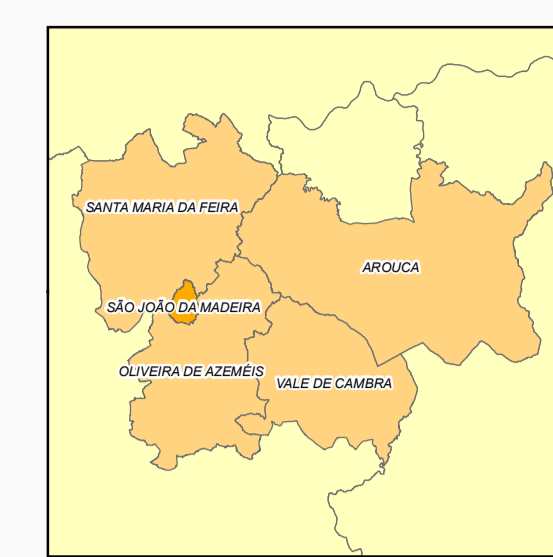 SANTA MARIA DA FEIRA
AROUCA
SÃO JOÃO DA MADEIRA
OLIVEIRA DE AZEMÉIS
VALE DE CAMBRA